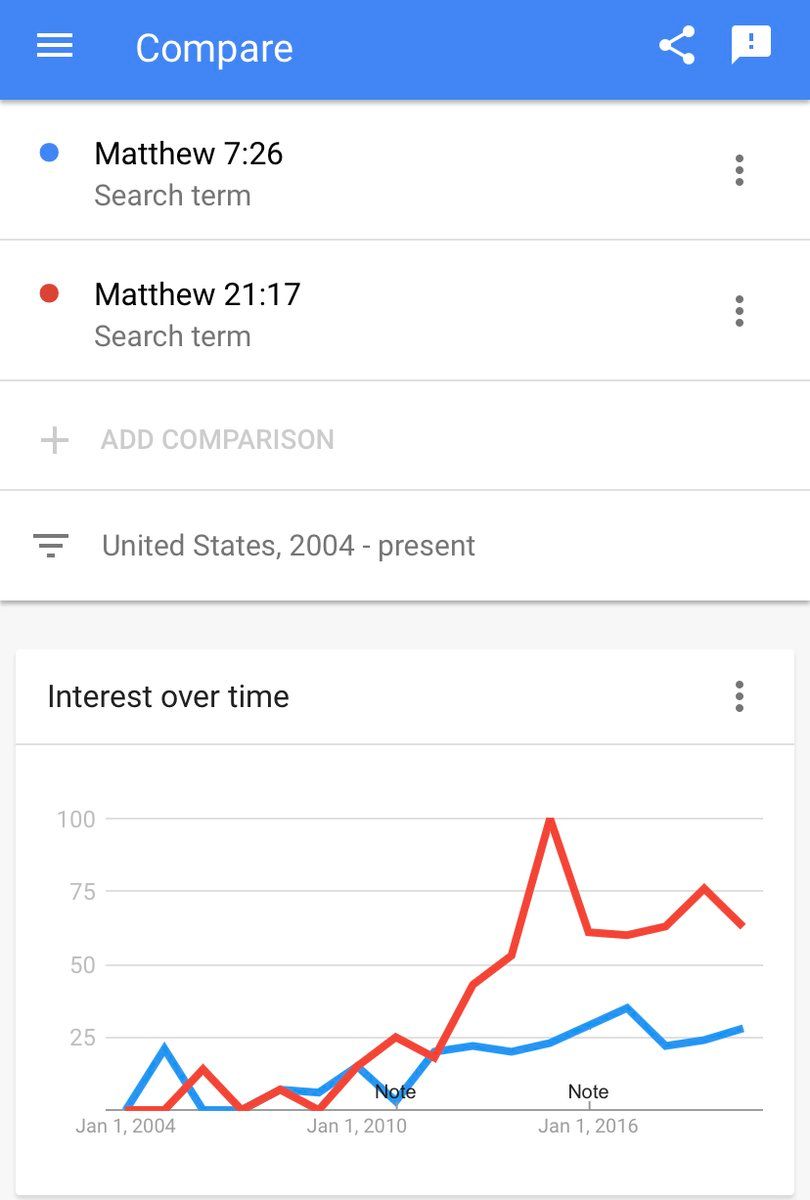 Compare
Matthew 7:26
Search term
Matthew 21:17
Search term
ADD COMPARISON
United States, 2004 - present
Interest over time
100
75
50
25
Note Note
Jan 1, 2004 Jan 1, 2010 Jan 1, 2016